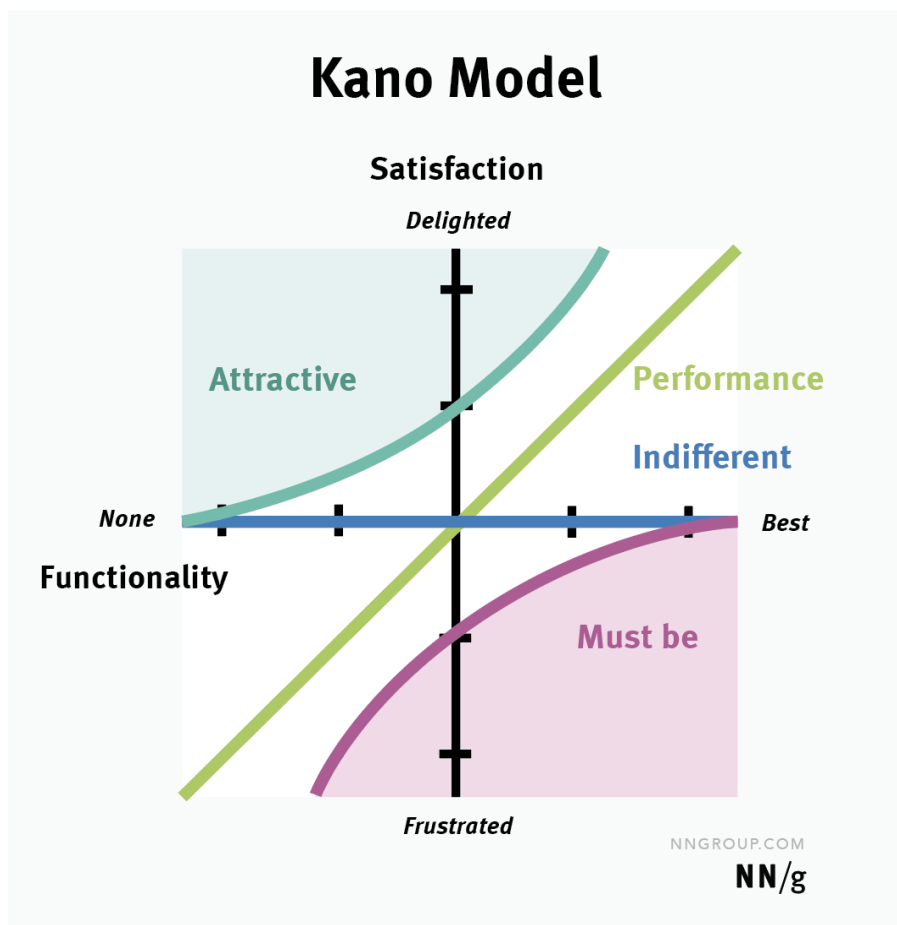 Kano Model
Satisfaction
Delighted
Attractive
Performance
Indifferent
None
Best
Functionality
Must be
Frustrated
NNGROUP.COM
NN/g